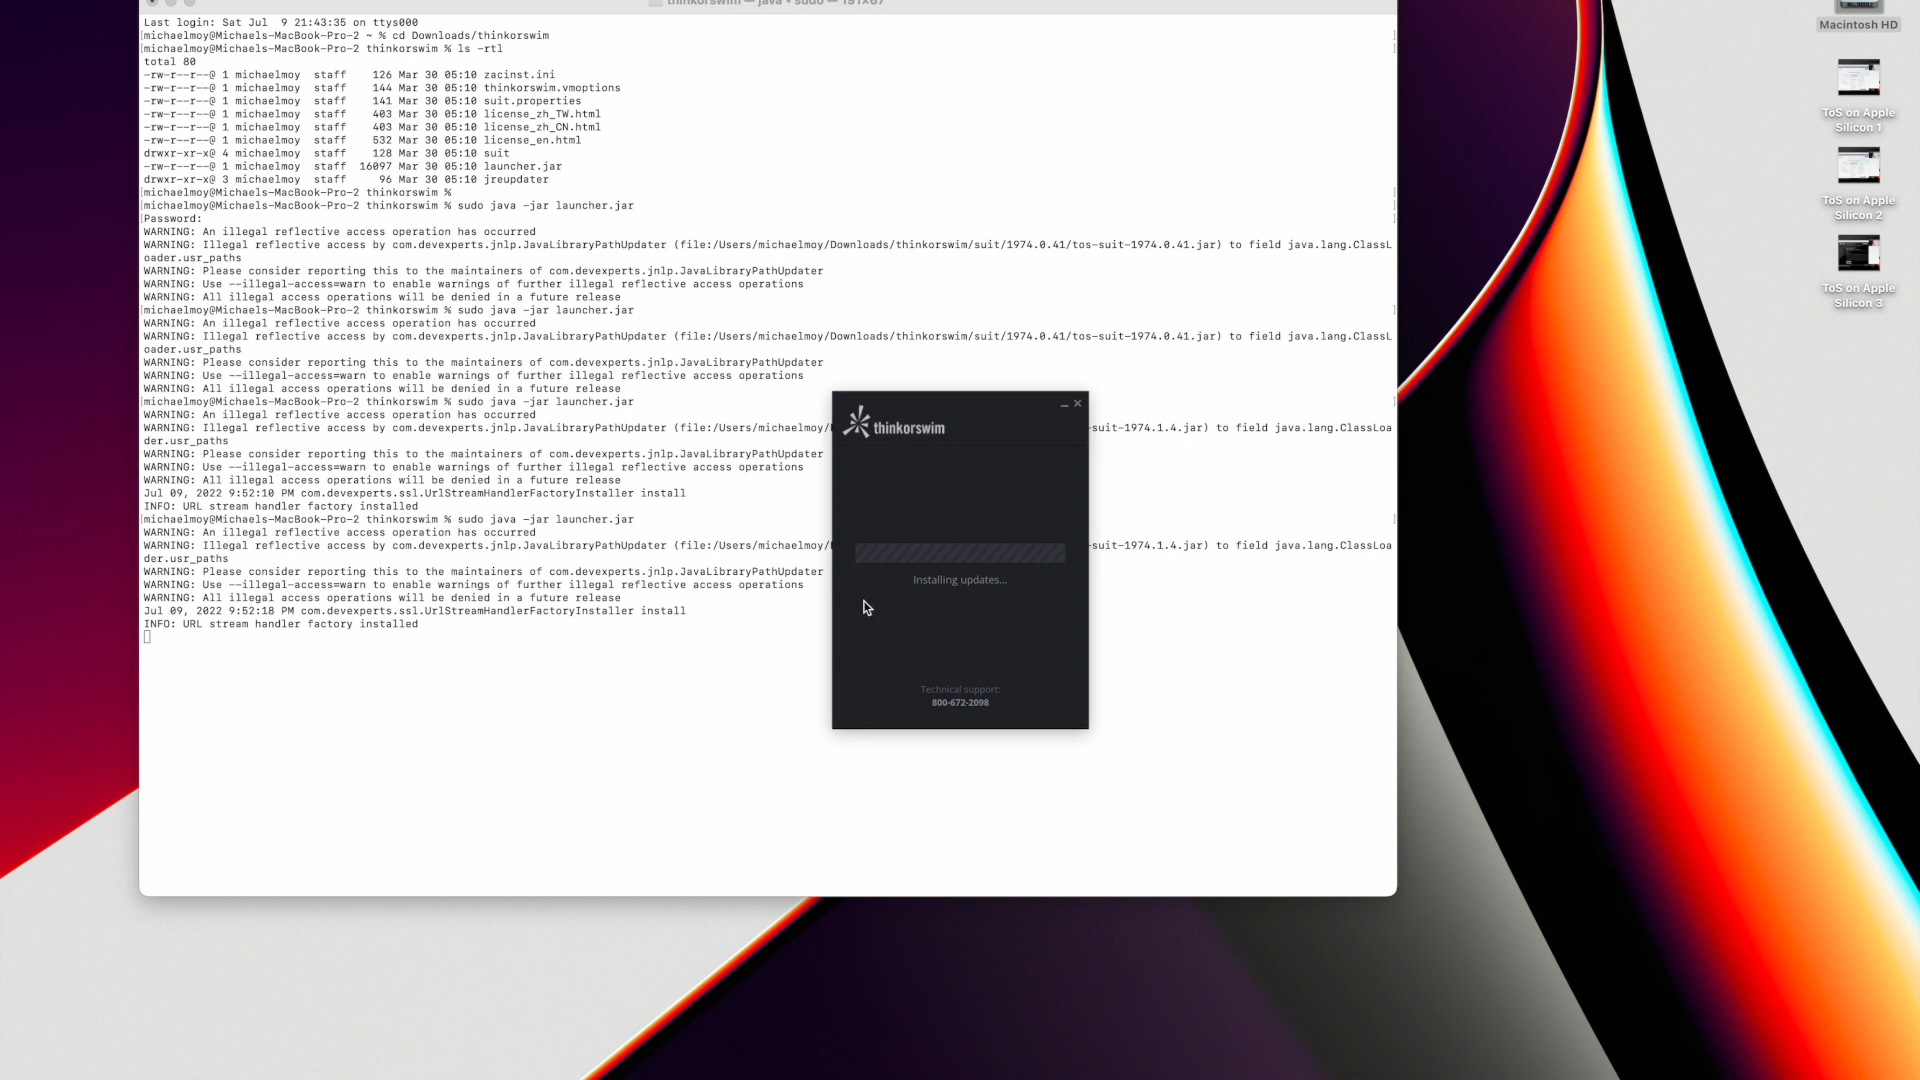 thinkorswim — java • sudo — 191×67
Last login: Sat Jul  9 21:43:35 on ttys000
[michaelmoy@Michaels-MacBook-Pro-2 ~ % cd Downloads/thinkorswim ]
[michaelmoy@Michaels-MacBook-Pro-2 thinkorswim % ls -rtl ]
total 80
-rw-r--r--@ 1 michaelmoy  staff    126 Mar 30 05:10 zacinst.ini
-rw-r--r--@ 1 michaelmoy  staff    144 Mar 30 05:10 thinkorswim.vmoptions
-rw-r--r--@ 1 michaelmoy  staff    141 Mar 30 05:10 suit.properties
-rw-r--r--@ 1 michaelmoy  staff    403 Mar 30 05:10 license_zh_TW.html
-rw-r--r--@ 1 michaelmoy  staff    403 Mar 30 05:10 license_zh_CN.html
-rw-r--r--@ 1 michaelmoy  staff    532 Mar 30 05:10 license_en.html
drwxr-xr-x@ 4 michaelmoy  staff    128 Mar 30 05:10 suit
-rw-r--r--@ 1 michaelmoy  staff  16097 Mar 30 05:10 launcher.jar
drwxr-xr-x@ 3 michaelmoy  staff     96 Mar 30 05:10 jreupdater
[michaelmoy@Michaels-MacBook-Pro-2 thinkorswim % ]
[michaelmoy@Michaels-MacBook-Pro-2 thinkorswim % sudo java -jar launcher.jar ]
[Password: ]
WARNING: An illegal reflective access operation has occurred
WARNING: Illegal reflective access by com.devexperts.jnlp.JavaLibraryPathUpdater (file:/Users/michaelmoy/Downloads/thinkorswim/suit/1974.0.41/tos-suit-1974.0.41.jar) to field java.lang.ClassL
oader.usr_paths
WARNING: Please consider reporting this to the maintainers of com.devexperts.jnlp.JavaLibraryPathUpdater
WARNING: Use --illegal-access=warn to enable warnings of further illegal reflective access operations
WARNING: All illegal access operations will be denied in a future release
[michaelmoy@Michaels-MacBook-Pro-2 thinkorswim % sudo java -jar launcher.jar ]
WARNING: An illegal reflective access operation has occurred
WARNING: Illegal reflective access by com.devexperts.jnlp.JavaLibraryPathUpdater (file:/Users/michaelmoy/Downloads/thinkorswim/suit/1974.0.41/tos-suit-1974.0.41.jar) to field java.lang.ClassL
oader.usr_paths
WARNING: Please consider reporting this to the maintainers of com.devexperts.jnlp.JavaLibraryPathUpdater
WARNING: Use --illegal-access=warn to enable warnings of further illegal reflective access operations
WARNING: All illegal access operations will be denied in a future release
[michaelmoy@Michaels-MacBook-Pro-2 thinkorswim % sudo java -jar launcher.jar ]
WARNING: An illegal reflective access operation has occurred
WARNING: Illegal reflective access by com.devexperts.jnlp.JavaLibraryPathUpdater (file:/Users/michaelmoy/ -suit-1974.1.4.jar) to field java.lang.ClassLoa
der.usr_paths
WARNING: Please consider reporting this to the maintainers of com.devexperts.jnlp.JavaLibraryPathUpdater
WARNING: Use --illegal-access=warn to enable warnings of further illegal reflective access operations
WARNING: All illegal access operations will be denied in a future release
Jul 09, 2022 9:52:10 PM com.devexperts.ssl.UrlStreamHandlerFactoryInstaller install
INFO: URL stream handler factory installed
[michaelmoy@Michaels-MacBook-Pro-2 thinkorswim % sudo java -jar launcher.jar ]
WARNING: An illegal reflective access operation has occurred
WARNING: Illegal reflective access by com.devexperts.jnlp.JavaLibraryPathUpdater (file:/Users/michaelmoy/ -suit-1974.1.4.jar) to field java.lang.ClassLoa
der.usr_paths
WARNING: Please consider reporting this to the maintainers of com.devexperts.jnlp.JavaLibraryPathUpdater
WARNING: Use --illegal-access=warn to enable warnings of further illegal reflective access operations
WARNING: All illegal access operations will be denied in a future release
Jul 09, 2022 9:52:18 PM com.devexperts.ssl.UrlStreamHandlerFactoryInstaller install
INFO: URL stream handler factory installed
thinkorswim
Installing updates...
Technical support:
800-672-2098
Macintosh HD
ToS on Apple
Silicon 1
ToS on Apple
Silicon 2
ToS on Apple
Silicon 3